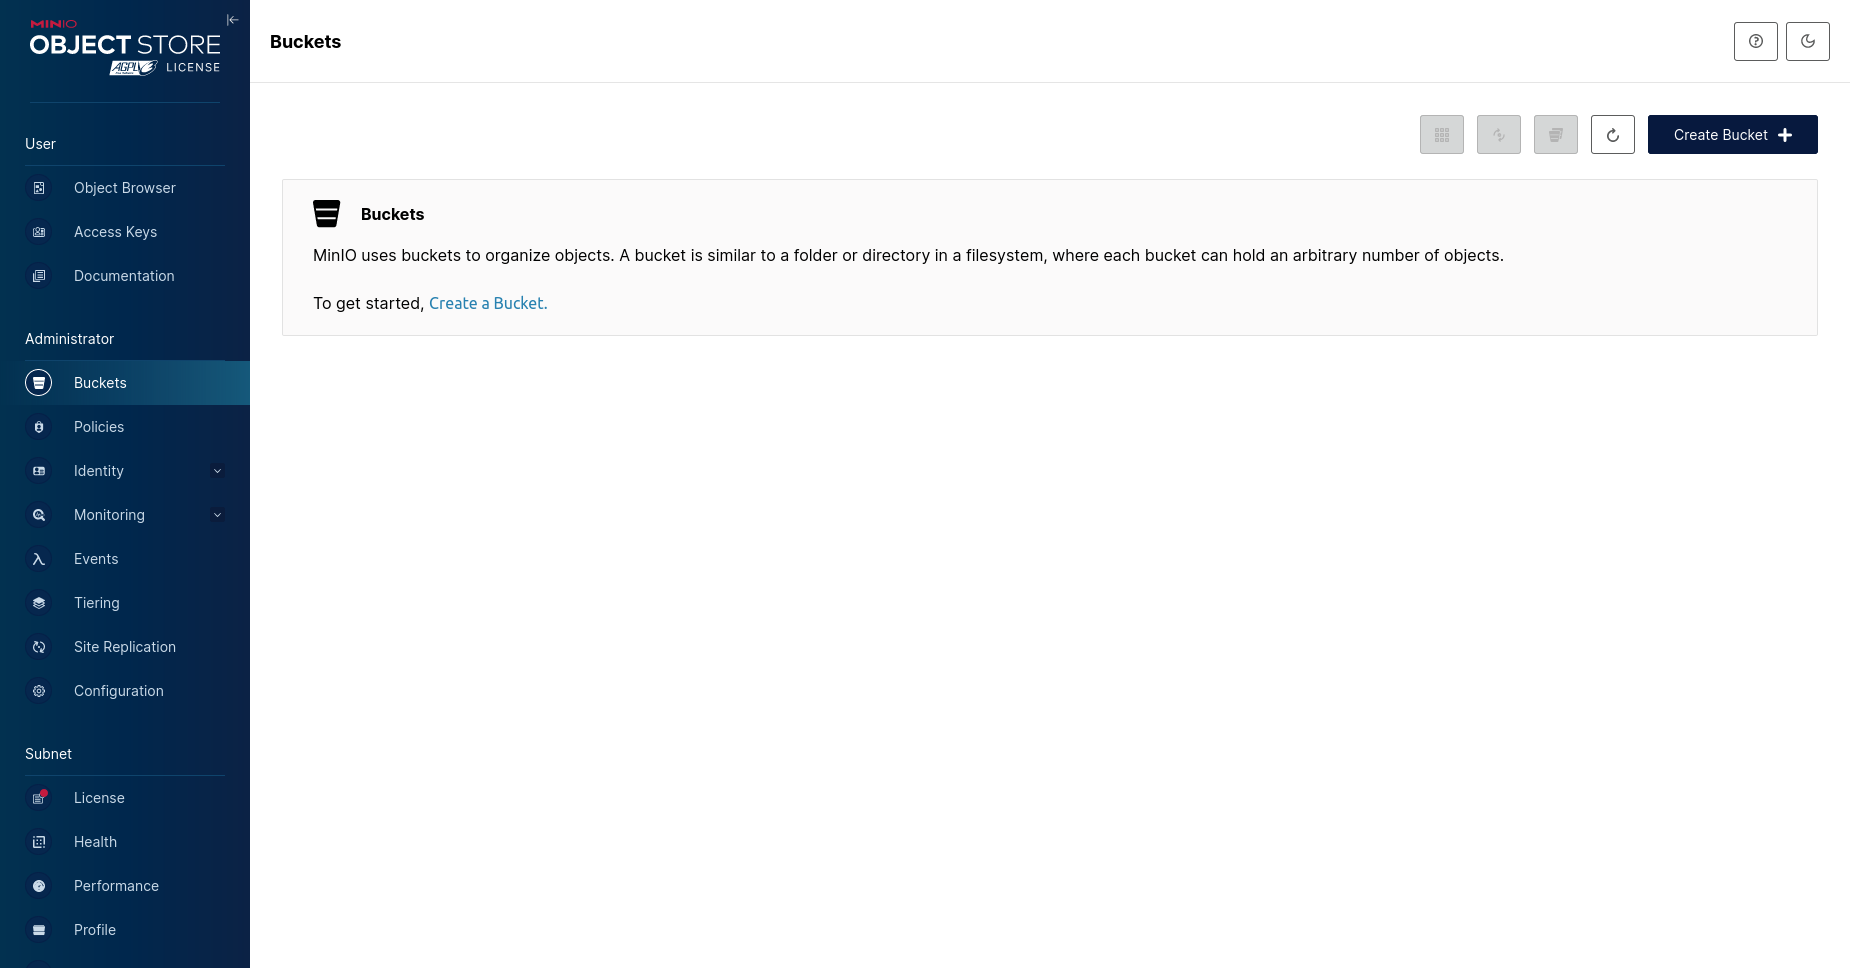 MINIO
OBJECT STORE
AGPLv3 LICENSE
User
Object Browser
Access Keys
Documentation
Administrator
Buckets
Policies
Identity
Monitoring
Events
Tiering
Site Replication
Configuration
Subnet
License
Health
Performance
Profile
Buckets
Create Bucket
Buckets
MinIO uses buckets to organize objects. A bucket is similar to a folder or directory in a filesystem, where each bucket can hold an arbitrary number of objects.
To get started, Create a Bucket.